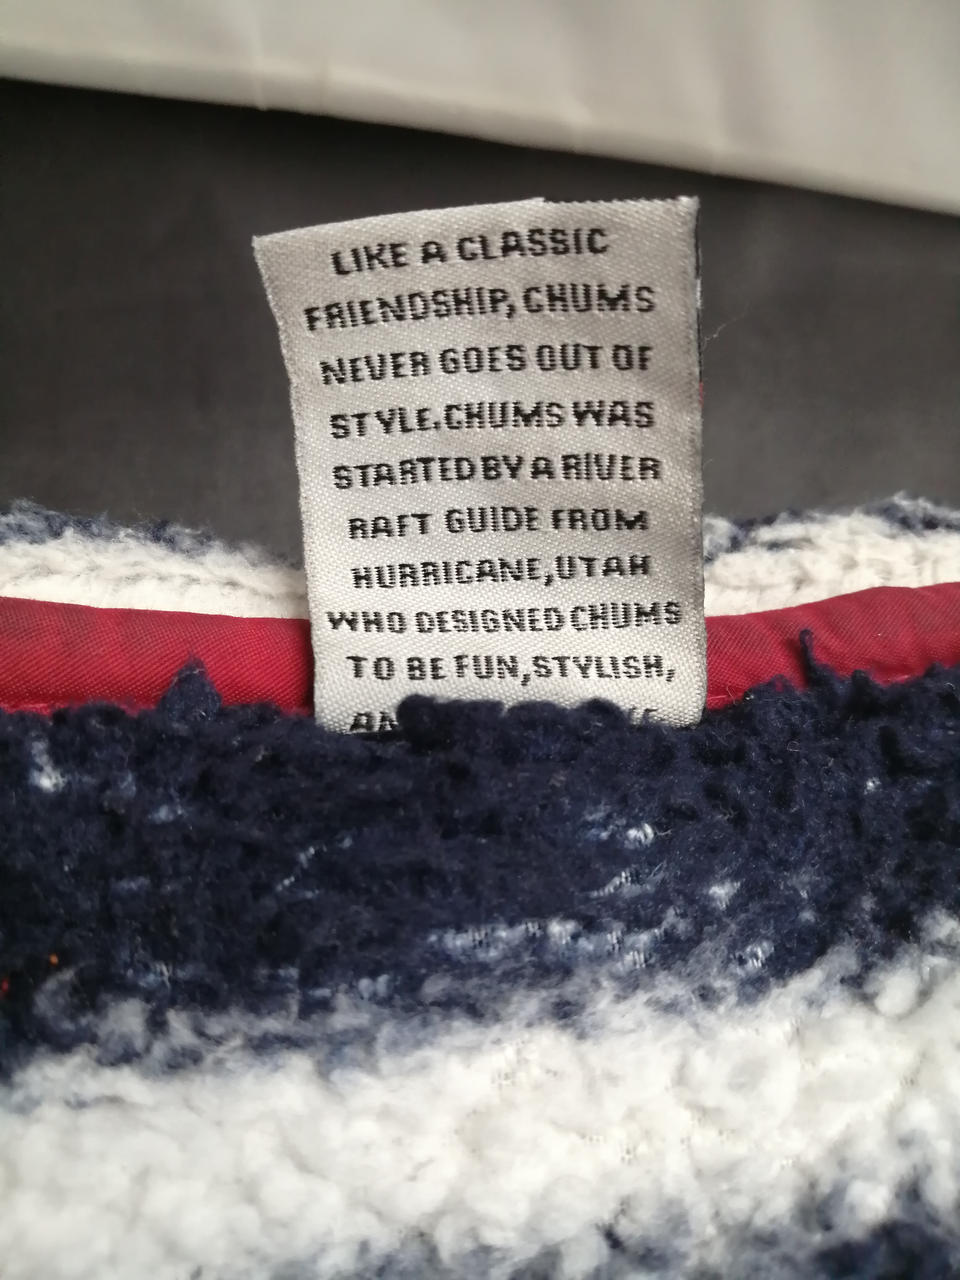 LIKE A CLASSIC
FRIENDSHIP, CHUMS
NEVER GOES OUT OF
STYLE.CHUMS WAS
STARTED BY A RIVER
RAFT GUIDE FROM
HURRICANE,UTAH
WHO DESIGNED CHUMS
TO BE FUN,STYLISH,